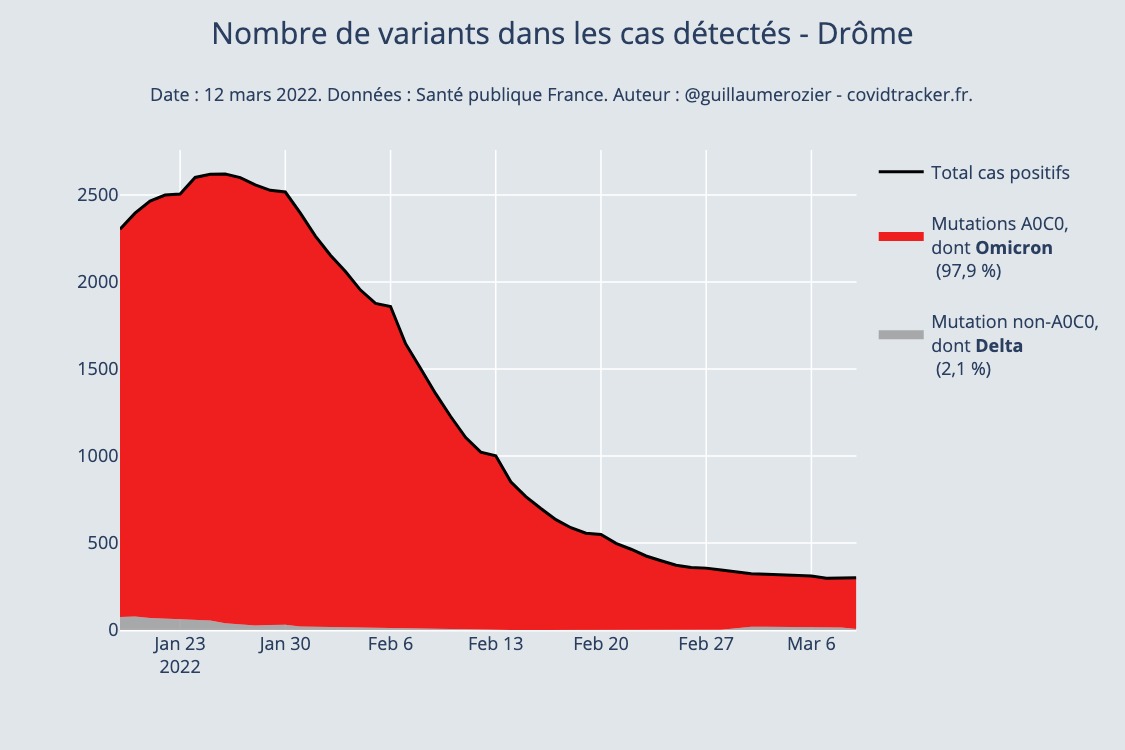 Nombre de variants dans les cas détectés - Drôme
Date : 12 mars 2022. Données : Santé publique France. Auteur : @guillaumerozier - covidtracker.fr.
Total cas positifs
Mutations A0C0,
dont Omicron
(97,9 %)
Mutation non-A0C0,
dont Delta
(2,1 %)
2500
2000
1500
1000
500
0
Jan 23
2022
Jan 30
Feb 6
Feb 13
Feb 20
Feb 27
Mar 6